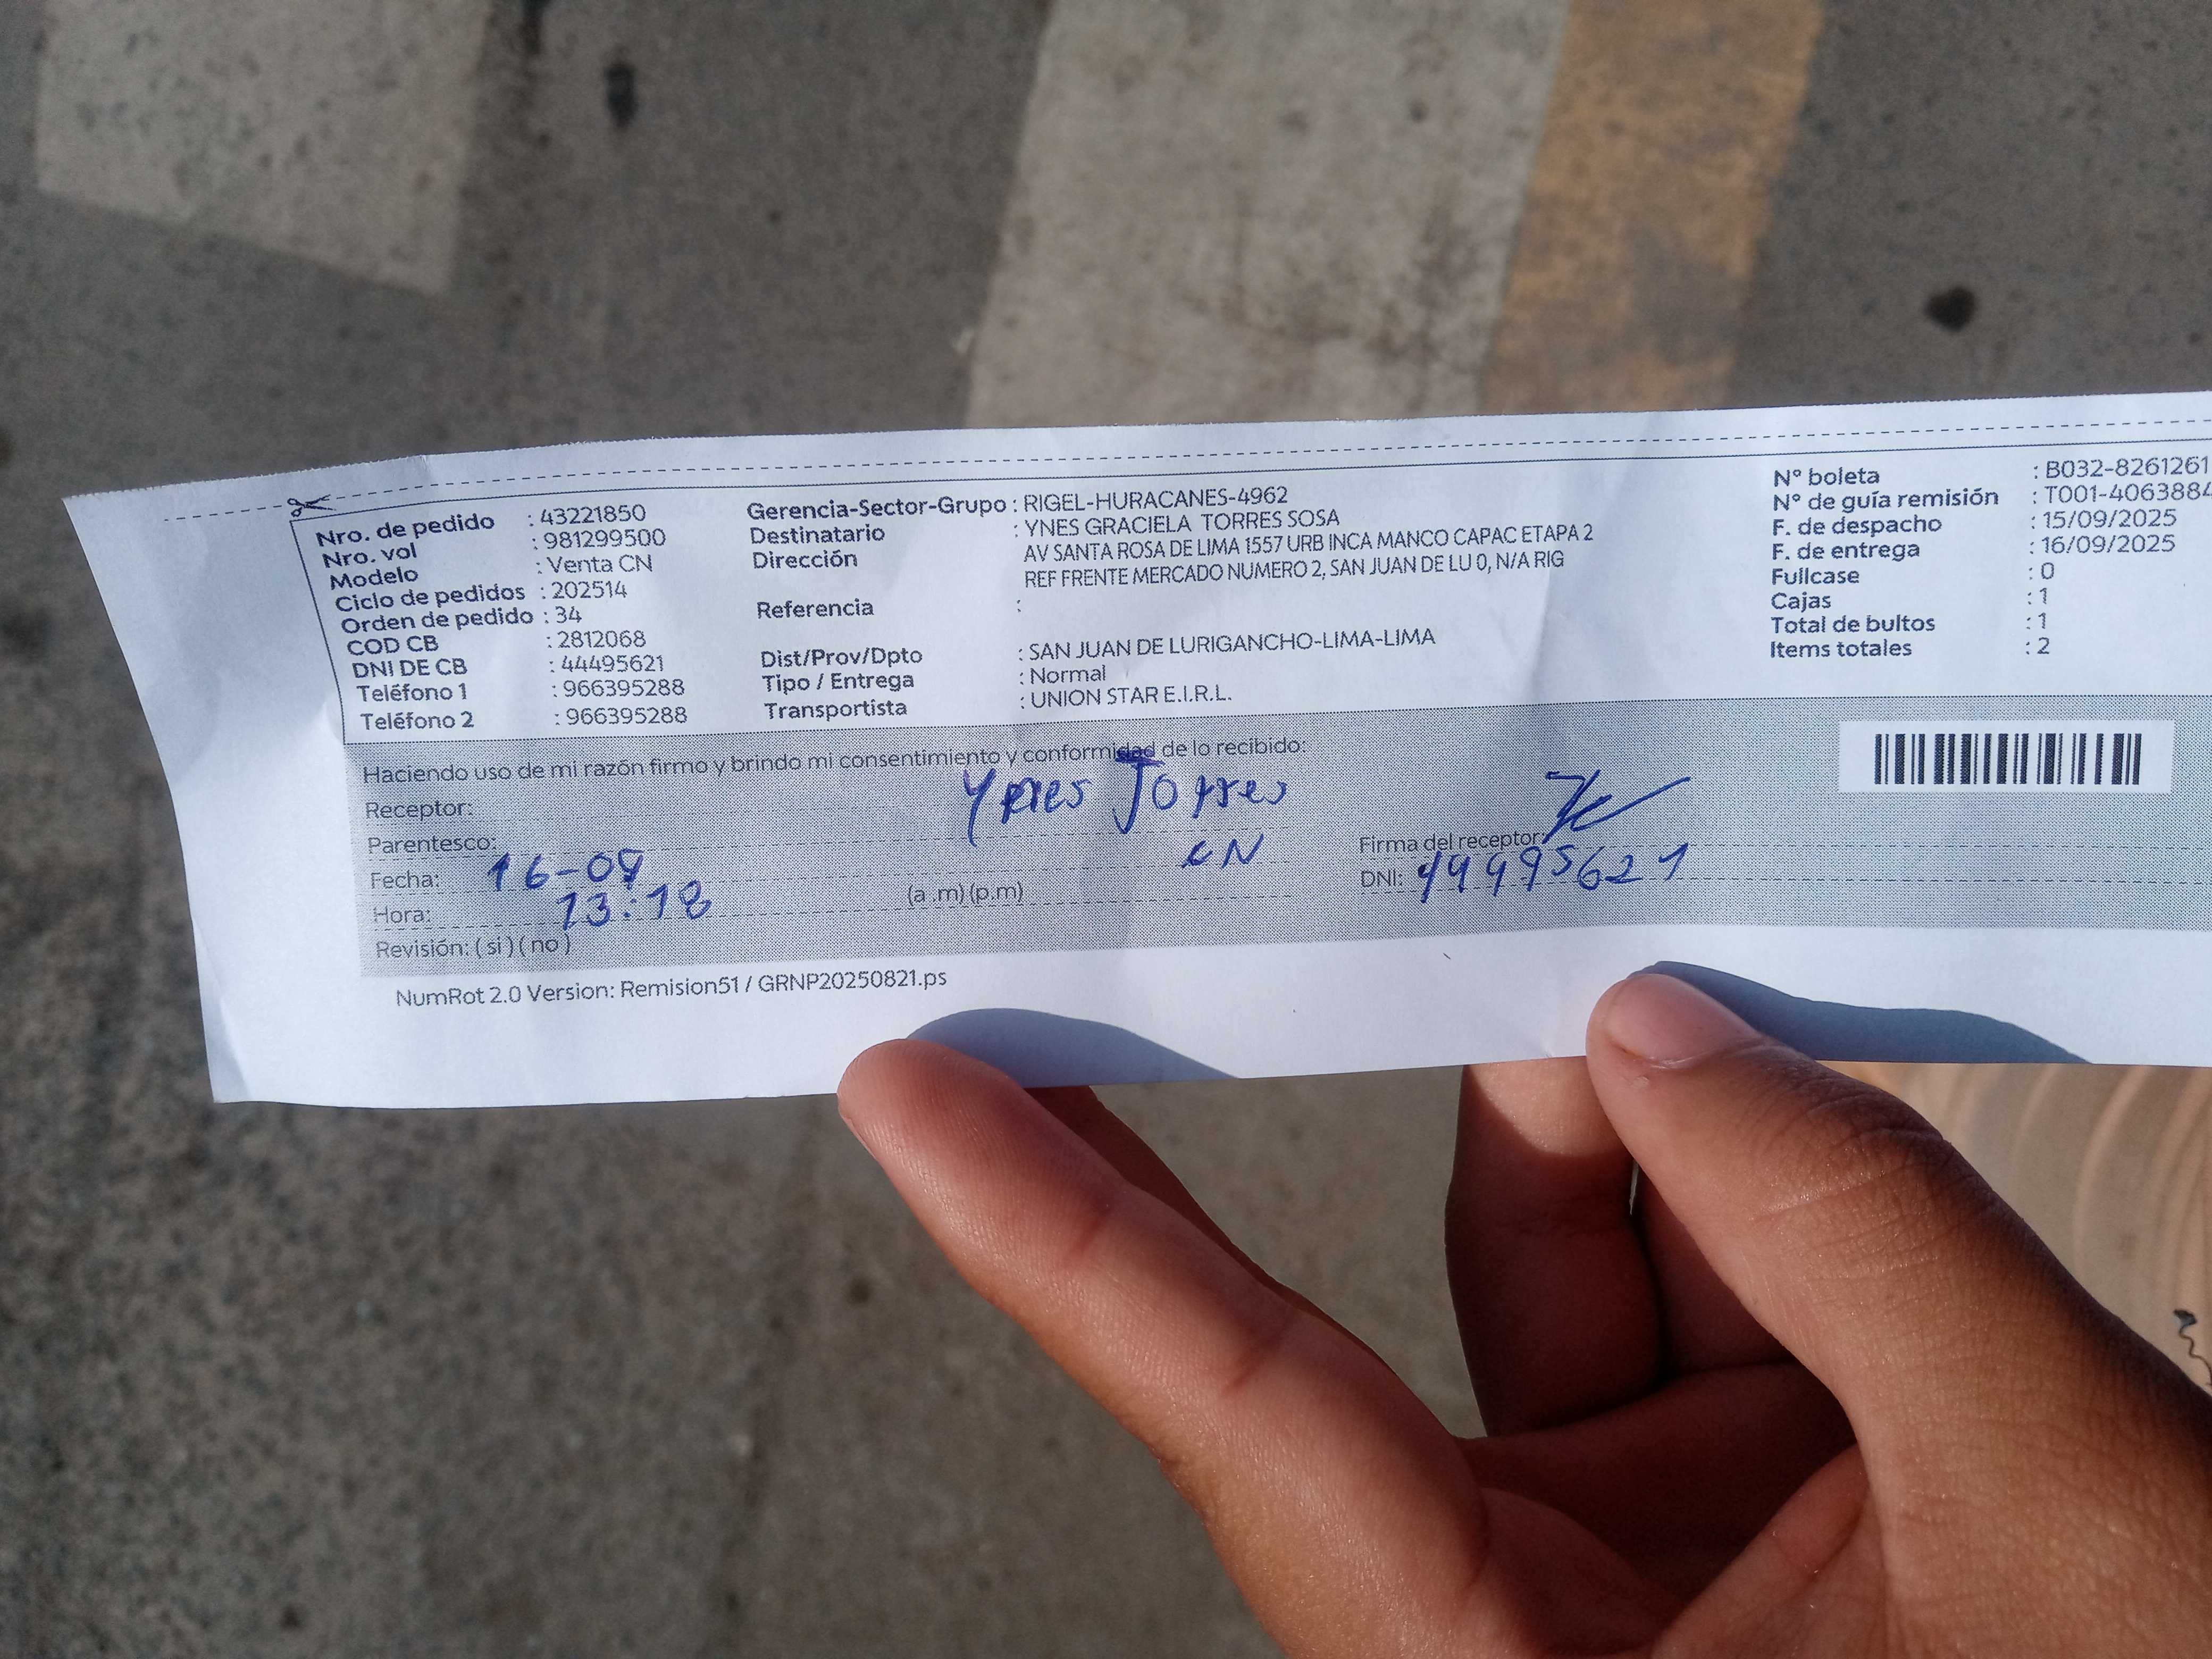 Nro. de pedido : 43221850
Nro. vol : 981299500
Modelo : Venta CN
Ciclo de pedidos : 202514
Orden de pedido : 34
COD CB : 2812068
DNI DE CB : 44495621
Teléfono 1 : 966395288
Teléfono 2 : 966395288
Gerencia-Sector-Grupo : RIGEL-HURACANES-4962
Destinatario : YNES GRACIELA TORRES SOSA
Dirección AV SANTA ROSA DE LIMA 1557 URB INCA MANCO CAPAC ETAPA 2
REF FRENTE MERCADO NUMERO 2, SAN JUAN DE LU 0, N/A RIG
Referencia :
Dist/Prov/Dpto : SAN JUAN DE LURIGANCHO-LIMA-LIMA
Tipo / Entrega : Normal
Transportista : UNION STAR E.I.R.L.
N° boleta : B032-8261261
N° de guía remisión : T001-4063884
F. de despacho : 15/09/2025
F. de entrega : 16/09/2025
Fullcase : 0
Cajas : 1
Total de bultos : 1
Items totales : 2
Haciendo uso de mi razón firmo y brindo mi consentimiento y conformidad de lo recibido:
Receptor: Ynes Torres
Parentesco: CN
Firma del receptor:
Fecha: 16-09
DNI: 44495621
Hora: 13:18 (a .m) (p.m)
Revisión: ( si ) ( no )
NumRot 2.0 Version: Remision51 / GRNP20250821.ps